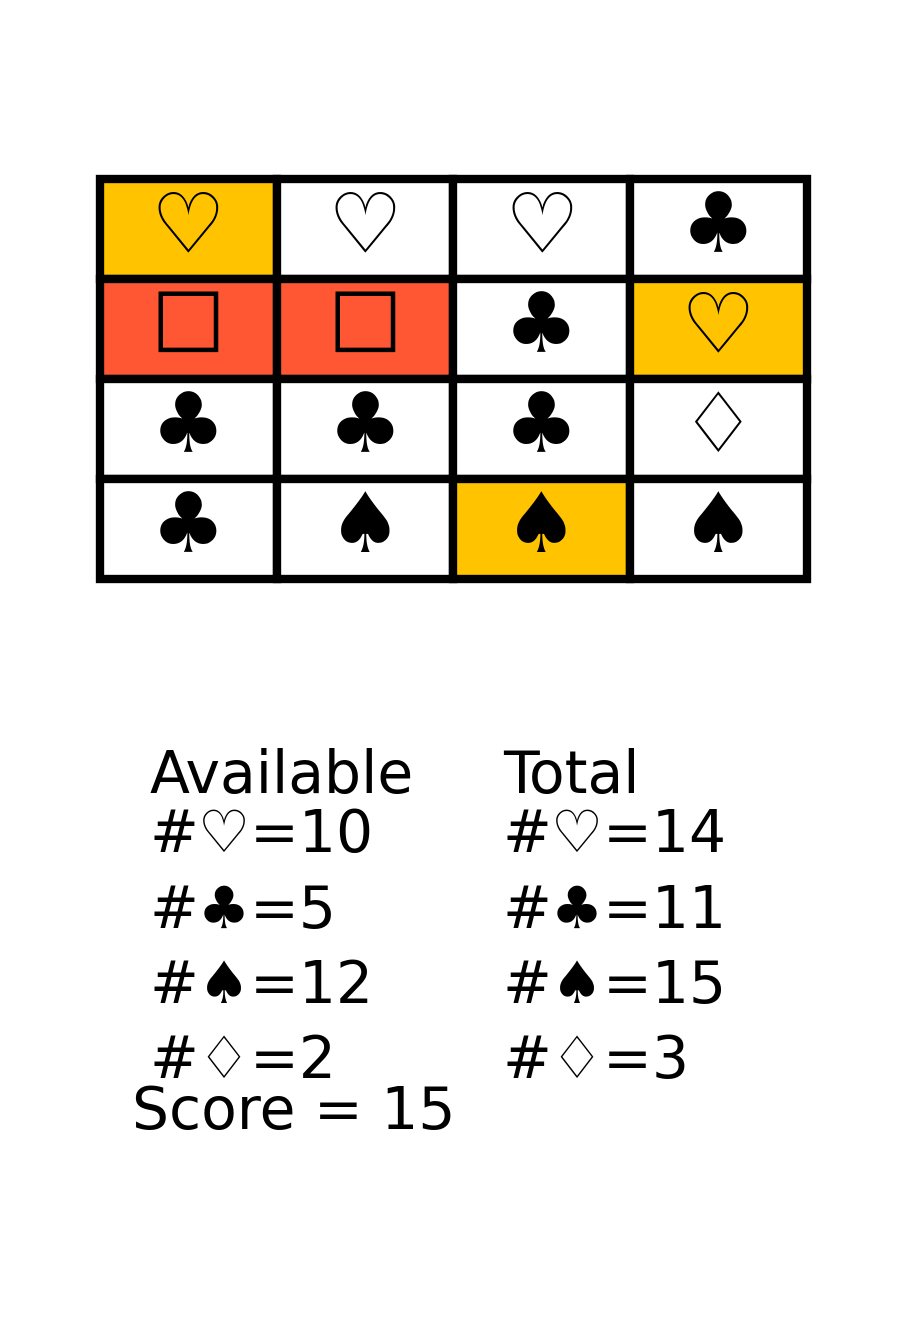 ♡ ♡ ♡ ♣
□ □ ♣ ♡
♣ ♣ ♣ ♢
♣ ♠ ♠ ♠
Available Total
#♡=10 #♡=14
#♣=5 #♣=11
#♠=12 #♠=15
#♢=2 #♢=3
Score = 15